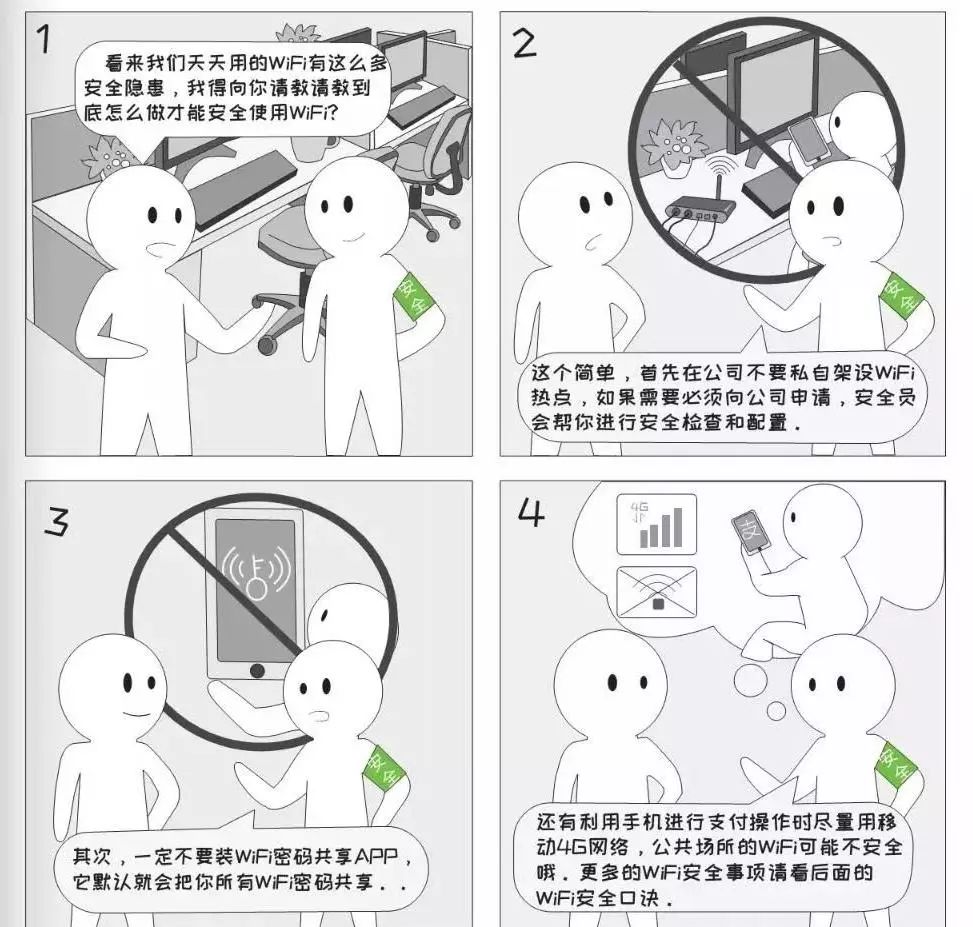 1
看来我们天天用的WiFi有这么多
安全隐患，我得向你请教请教到
底怎么做才能安全使用WiFi?
安全
2
安全
这个简单，首先在公司不要私自架设WiFi
热点，如果需要必须向公司申请，安全员
会帮你进行安全检查和配置．
3
安全
其次，一定不要装WiFi密码共享APP，
它默认就会把你所有WiFi密码共享．．
4
4G
支
安全
还有利用手机进行支付操作时尽量用移
动4G网络，公共场所的WiFi可能不安全
哦．更多的WiFi安全事项请看后面的
WiFi安全口诀．